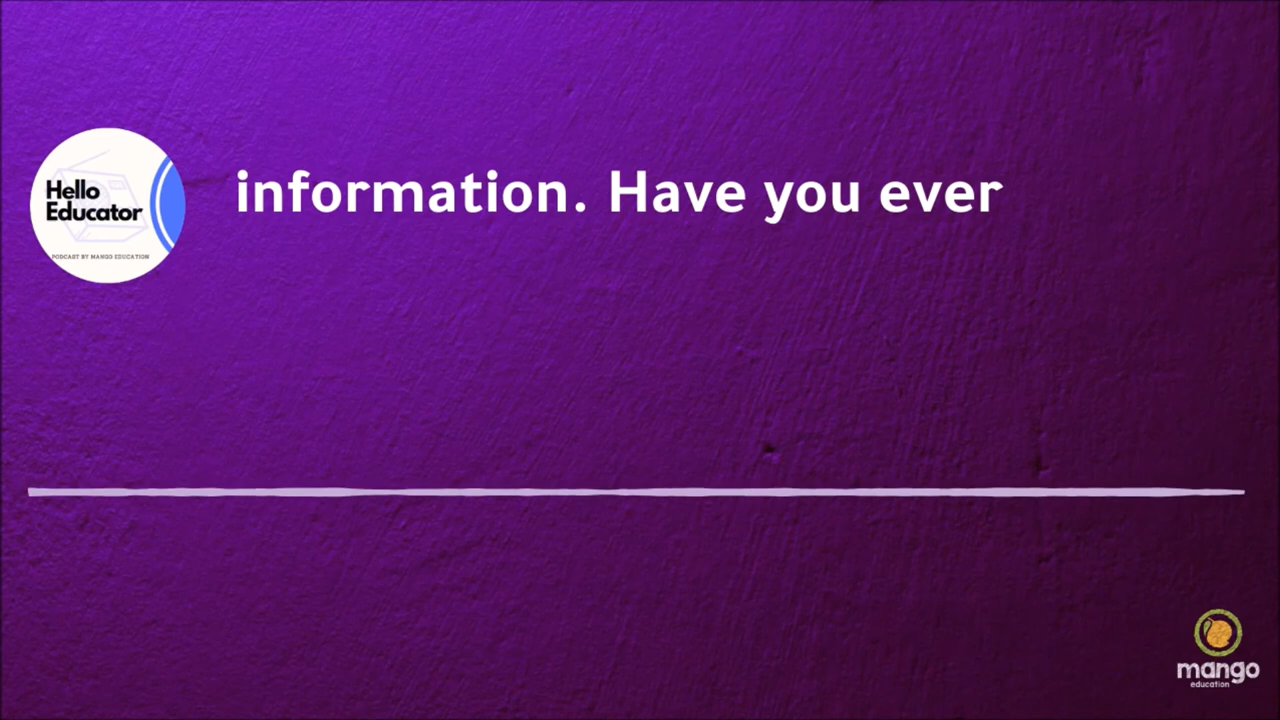 information. Have you ever
Hello
Educator
PODCAST BY MANGO EDUCATION
mango
education